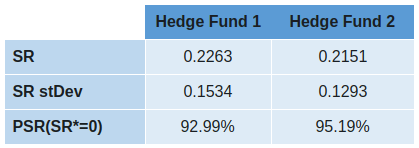 Hedge Fund 1 Hedge Fund 2
SR 0.2263 0.2151
SR stDev 0.1534 0.1293
PSR(SR*=0) 92.99% 95.19%